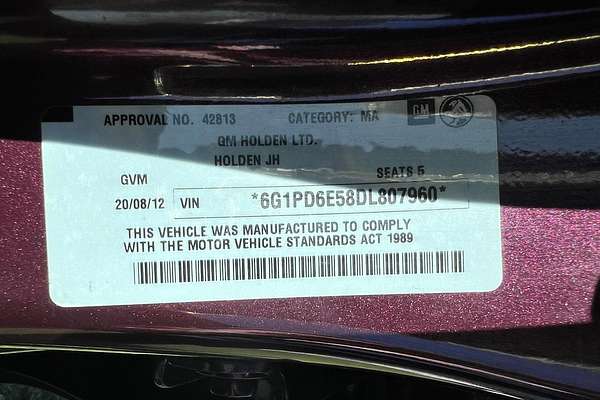 APPROVAL NO. 42813 CATEGORY: MA GM
GM HOLDEN LTD.
HOLDEN JH
SEATS 5
GVM
20/08/12 VIN *6G1PD6E58DL807960*
THIS VEHICLE WAS MANUFACTURED TO COMPLY
WITH THE MOTOR VEHICLE STANDARDS ACT 1989